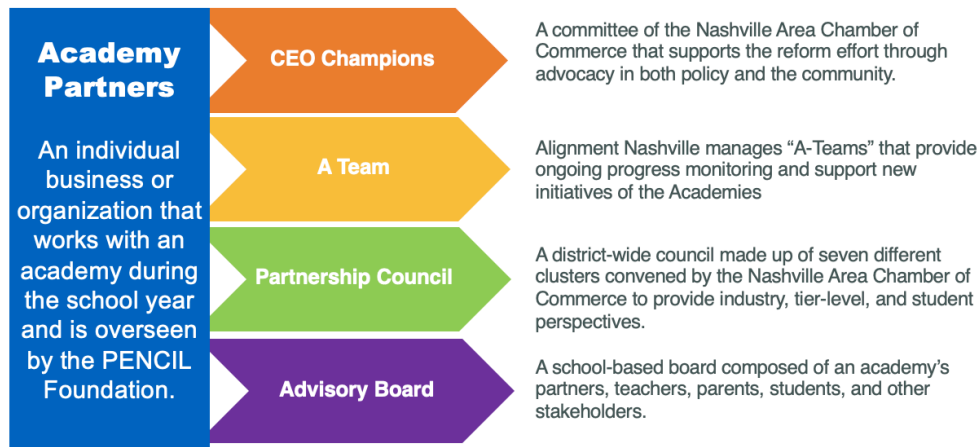 Academy
Partners
An individual
business or
organization that
works with an
academy during
the school year
and is overseen
by the PENCIL
Foundation.
CEO Champions
A committee of the Nashville Area Chamber of
Commerce that supports the reform effort through
advocacy in both policy and the community.
A Team
Alignment Nashville manages “A-Teams” that provide
ongoing progress monitoring and support new
initiatives of the Academies
Partnership Council
A district-wide council made up of seven different
clusters convened by the Nashville Area Chamber of
Commerce to provide industry, tier-level, and student
perspectives.
Advisory Board
A school-based board composed of an academy’s
partners, teachers, parents, students, and other
stakeholders.